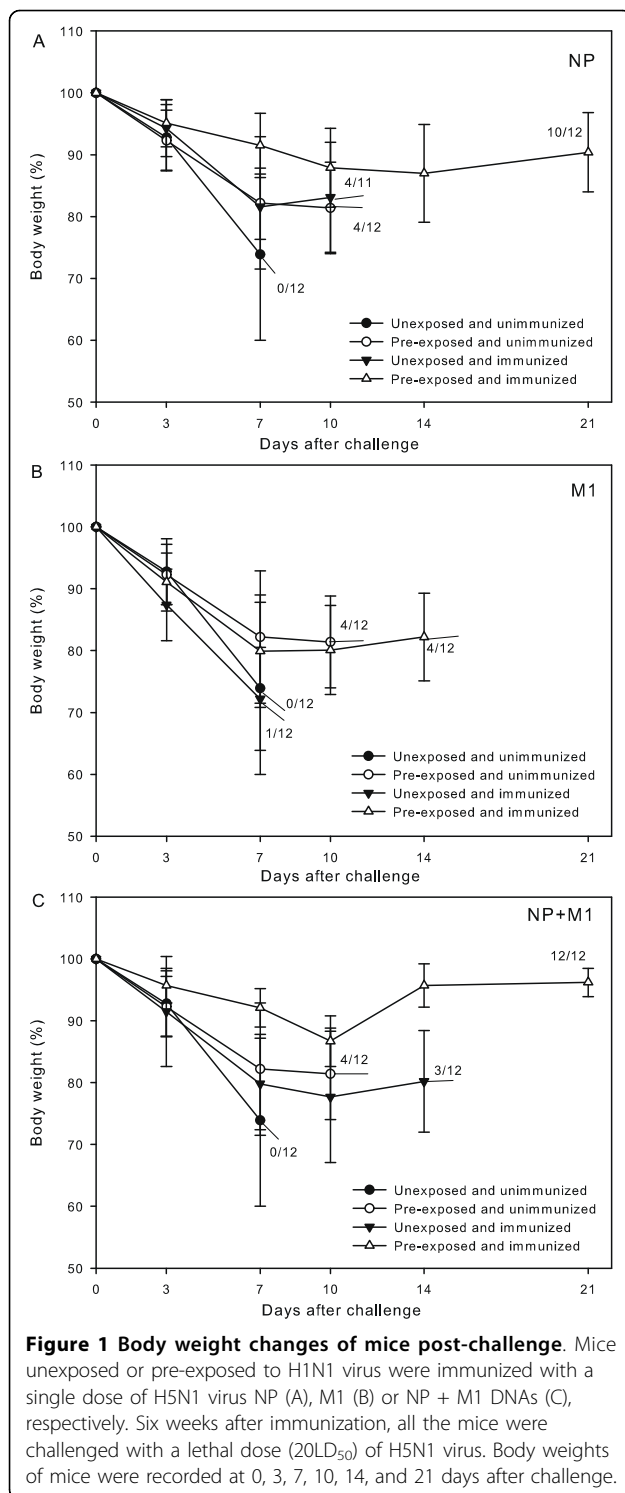 A
NP
110
100
90
80
70
60
50
Body weight (%)
10/12
4/11
4/12
0/12
Unexposed and unimmunized
Pre-exposed and unimmunized
Unexposed and immunized
Pre-exposed and immunized
0 3 7 10 14 21
Days after challenge
B
M1
110
100
90
80
70
60
50
Body weight (%)
4/12
4/12
0/12
1/12
Unexposed and unimmunized
Pre-exposed and unimmunized
Unexposed and immunized
Pre-exposed and immunized
0 3 7 10 14 21
Days after challenge
C
NP+M1
110
100
90
80
70
60
50
Body weight (%)
12/12
4/12
3/12
0/12
Unexposed and unimmunized
Pre-exposed and unimmunized
Unexposed and immunized
Pre-exposed and immunized
0 3 7 10 14 21
Days after challenge
Figure 1 Body weight changes of mice post-challenge. Mice
unexposed or pre-exposed to H1N1 virus were immunized with a
single dose of H5N1 virus NP (A), M1 (B) or NP + M1 DNAs (C),
respectively. Six weeks after immunization, all the mice were
challenged with a lethal dose (20LD₅₀) of H5N1 virus. Body weights
of mice were recorded at 0, 3, 7, 10, 14, and 21 days after challenge.